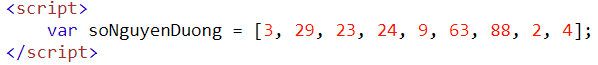 <script>
var soNguyenDuong = [3, 29, 23, 24, 9, 63, 88, 2, 4];
</script>